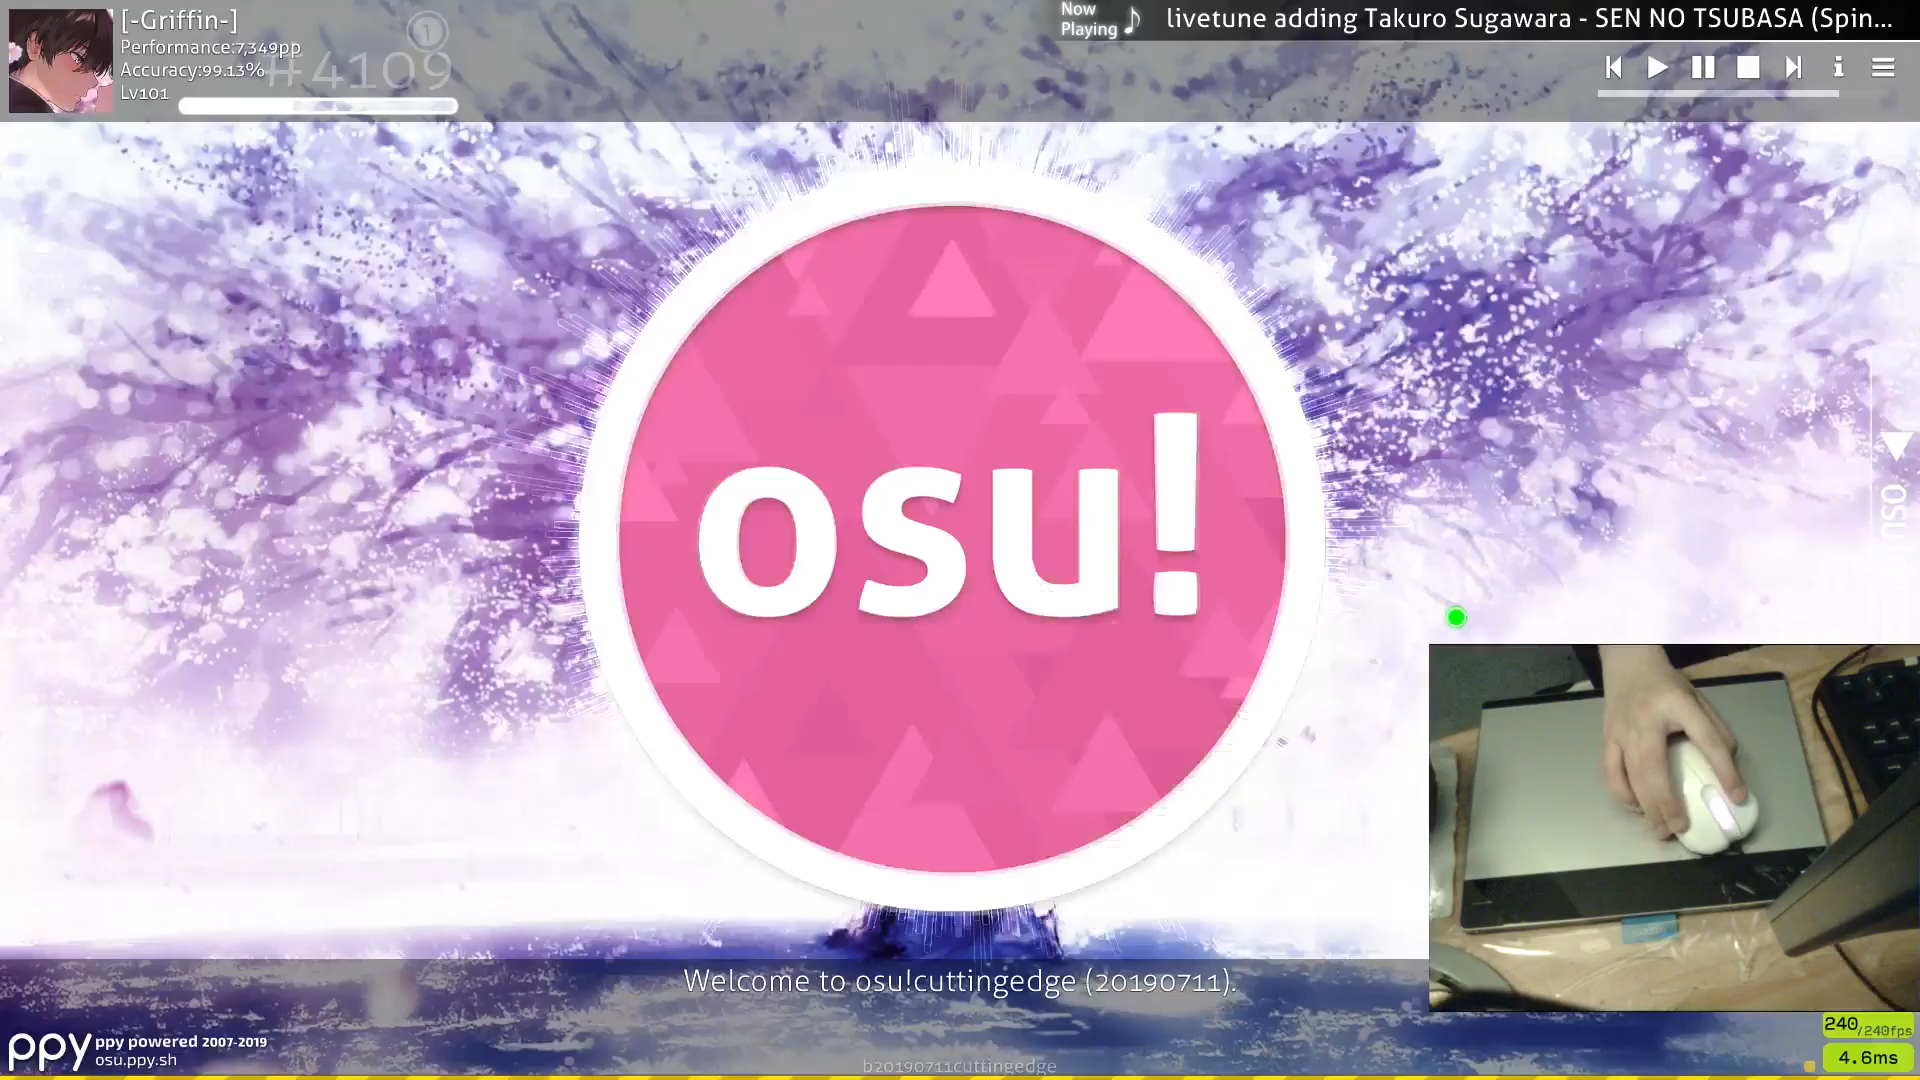 [-Griffin-]
Performance:7,349pp
Accuracy:99.13%
Lv101
#4109
1
Now Playing
livetune adding Takuro Sugawara - SEN NO TSUBASA (Spin...
i
osu!
osu!
Welcome to osu!cuttingedge (20190711).
ppy
ppy powered 2007-2019
osu.ppy.sh
b20190711cuttingedge
240/240fps
4.6ms